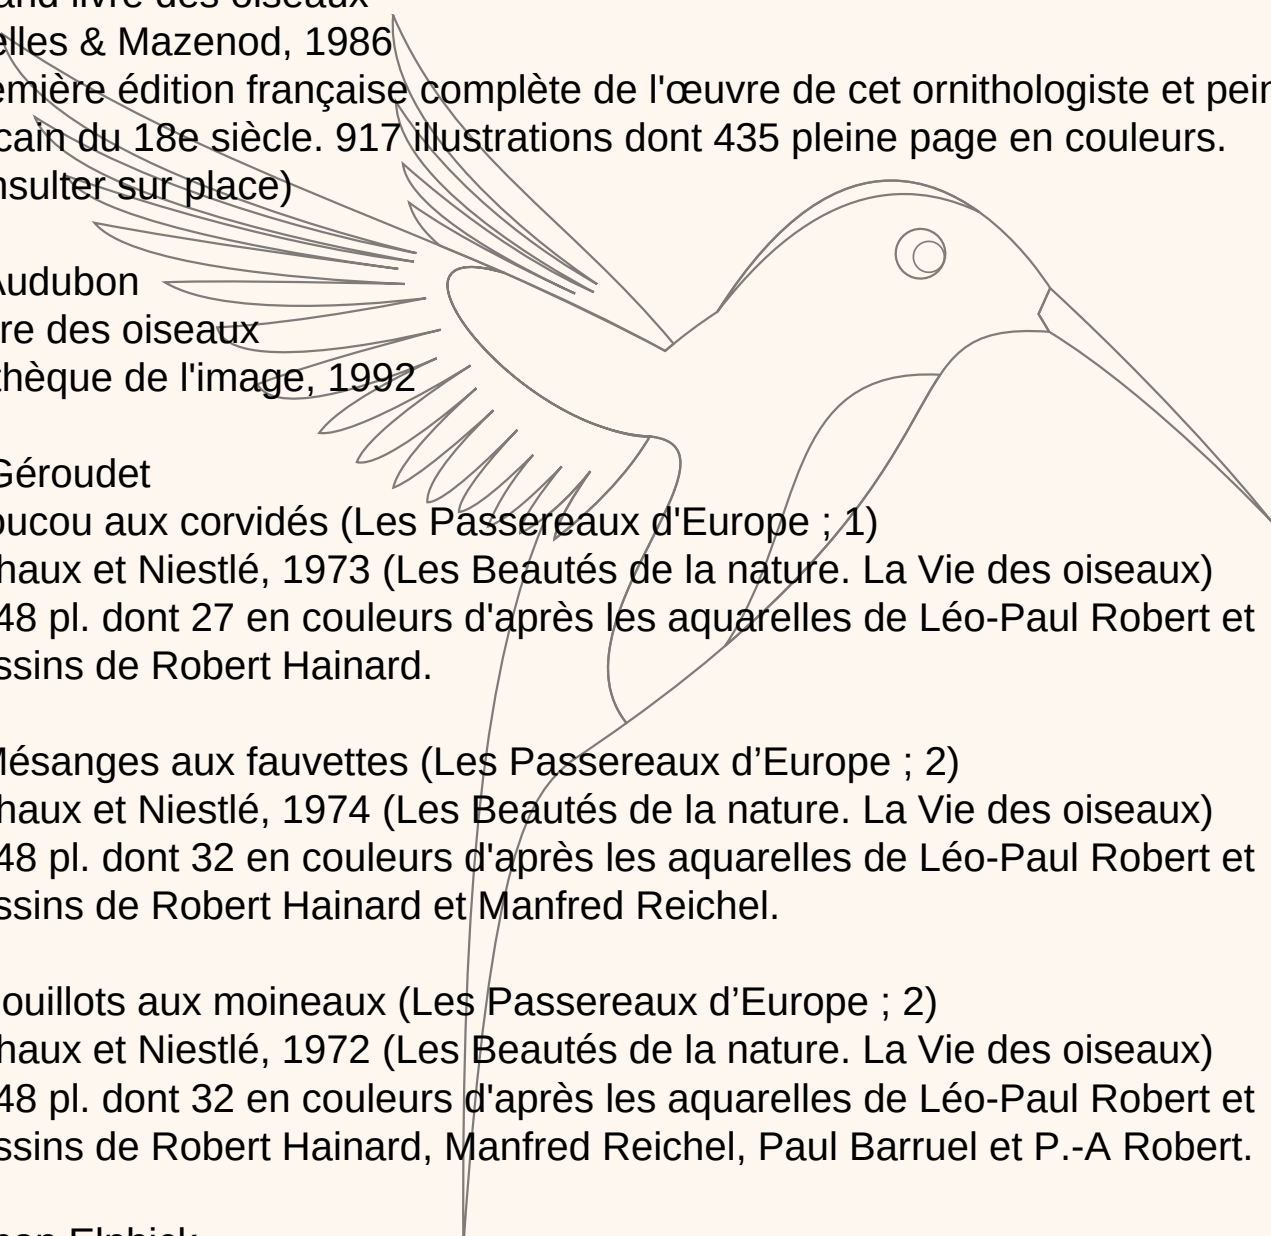 and livre des oiseaux
elles & Mazenod, 1986
emière édition française complète de l'œuvre de cet ornithologiste et pein
cain du 18e siècle. 917 illustrations dont 435 pleine page en couleurs.
nsulter sur place)
Audubon
re des oiseaux
thèque de l'image, 1992
Géroudet
oucou aux corvidés (Les Passereaux d'Europe ; 1)
haux et Niestlé, 1973 (Les Beautés de la nature. La Vie des oiseaux)
48 pl. dont 27 en couleurs d'après les aquarelles de Léo-Paul Robert et
ssins de Robert Hainard.
Mésanges aux fauvettes (Les Passereaux d’Europe ; 2)
haux et Niestlé, 1974 (Les Beautés de la nature. La Vie des oiseaux)
48 pl. dont 32 en couleurs d'après les aquarelles de Léo-Paul Robert et
ssins de Robert Hainard et Manfred Reichel.
ouillots aux moineaux (Les Passereaux d’Europe ; 2)
haux et Niestlé, 1972 (Les Beautés de la nature. La Vie des oiseaux)
48 pl. dont 32 en couleurs d'après les aquarelles de Léo-Paul Robert et
ssins de Robert Hainard, Manfred Reichel, Paul Barruel et P.-A Robert.
Elphick